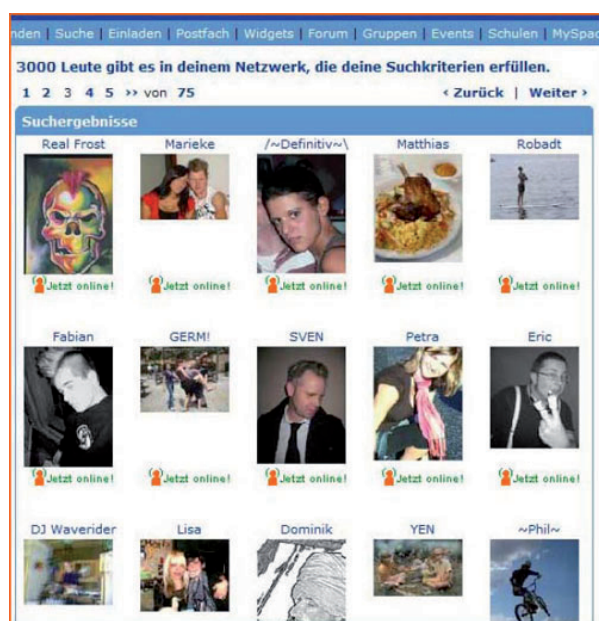 nden | Suche | Einladen | Postfach | Widgets | Forum | Gruppen | Events | Schulen | MySpac
3000 Leute gibt es in deinem Netzwerk, die deine Suchkriterien erfüllen.
1 2 3 4 5 ›› von 75 ‹ Zurück | Weiter ›
Suchergebnisse
Real Frost Marieke /~Definitiv~\ Matthias Robadt
Jetzt online! Jetzt online! Jetzt online! Jetzt online! Jetzt online!
Fabian GERM! SVEN Petra Eric
Jetzt online! Jetzt online! Jetzt online! Jetzt online! Jetzt online!
DJ Waverider Lisa Dominik YEN ~Phil~